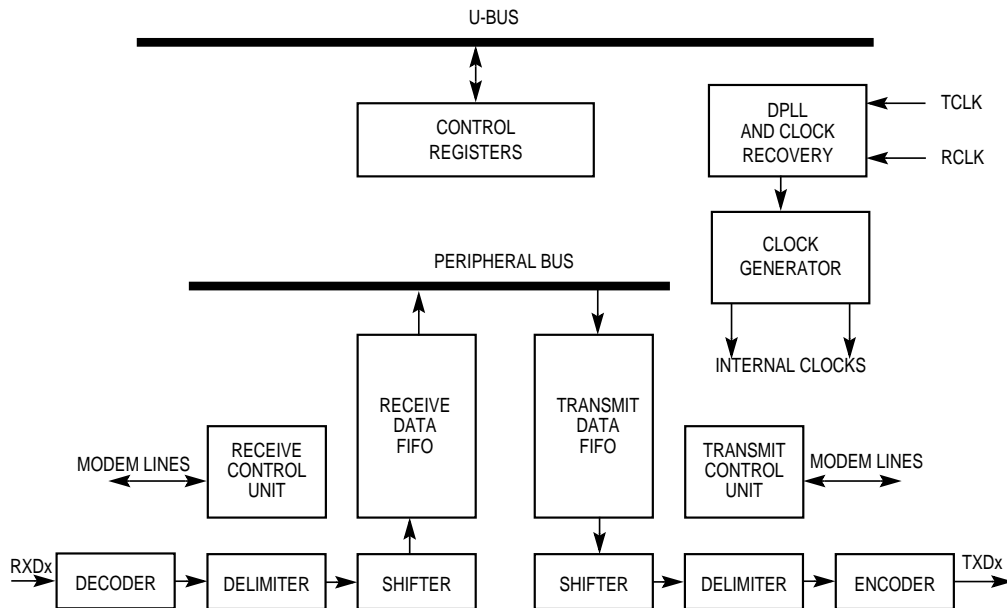 U-BUS
CONTROL
REGISTERS
DPLL
AND CLOCK
RECOVERY
TCLK
RCLK
CLOCK
GENERATOR
INTERNAL CLOCKS
PERIPHERAL BUS
RECEIVE
DATA
FIFO
TRANSMIT
DATA
FIFO
MODEM LINES
RECEIVE
CONTROL
UNIT
TRANSMIT
CONTROL
UNIT
MODEM LINES
RXDx
DECODER
DELIMITER
SHIFTER
SHIFTER
DELIMITER
ENCODER
TXDx